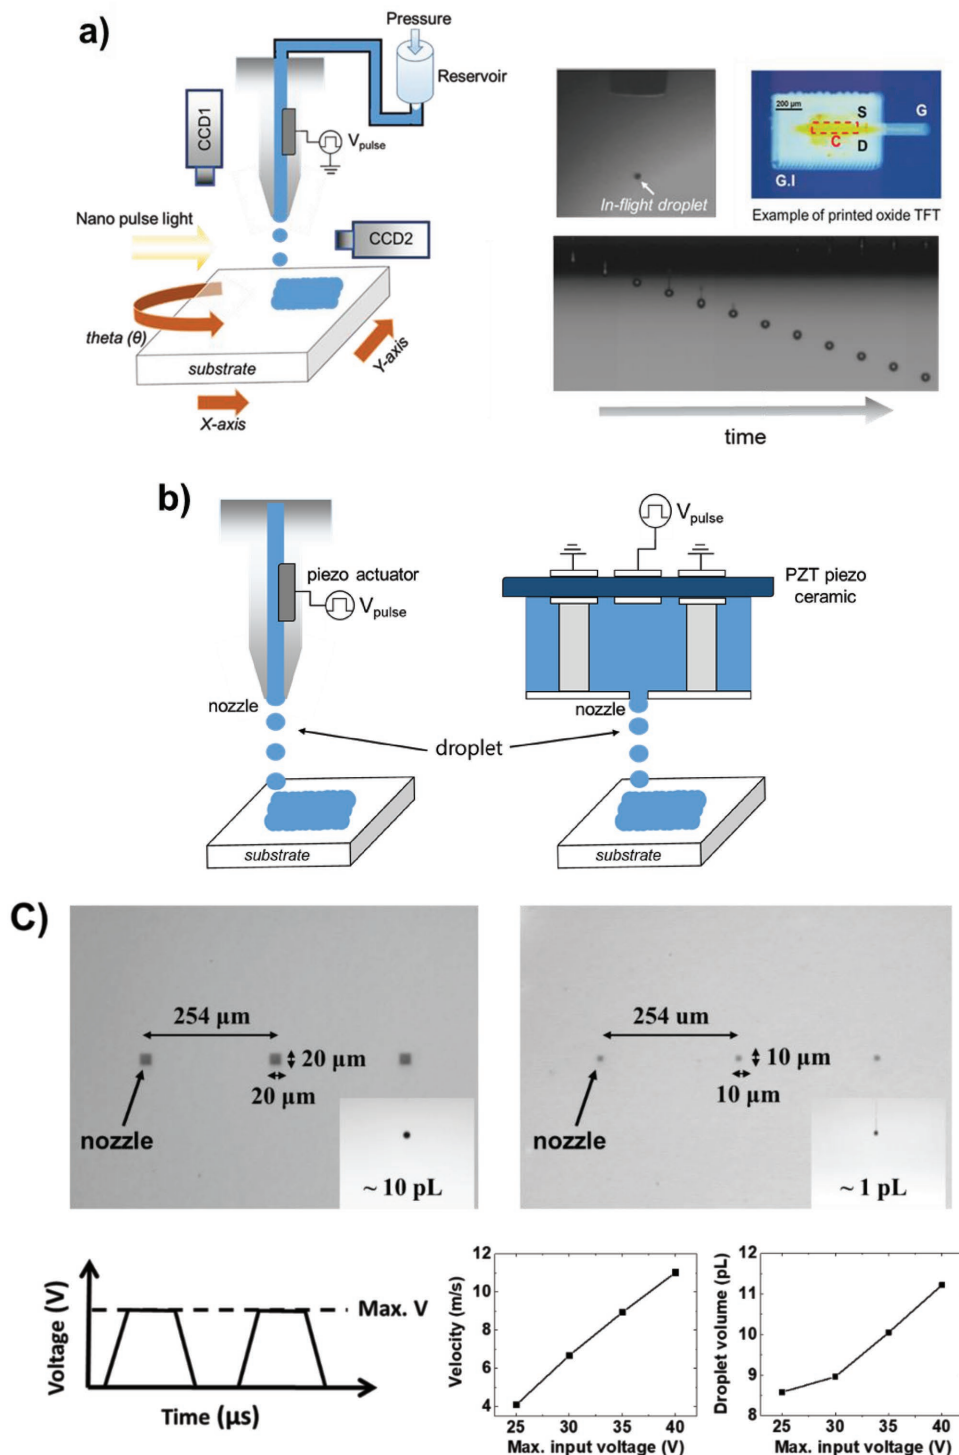 a)
Pressure
Reservoir
CCD1
Vpulse
Nano pulse light
CCD2
theta (θ)
substrate
Y-axis
X-axis
In-flight droplet
200 μm
S
G
C
D
G.I
Example of printed oxide TFT
time
b)
piezo actuator
Vpulse
nozzle
substrate
droplet
Vpulse
PZT piezo
ceramic
nozzle
substrate
C)
254 μm
20 μm
20 μm
nozzle
~ 10 pL
254 um
10 μm
10 μm
nozzle
~ 1 pL
Voltage (V)
Max. V
Time (μs)
Velocity (m/s)
12
10
8
6
4
25 30 35 40
Max. input voltage (V)
Droplet volume (pL)
12
11
10
9
8
25 30 35 40
Max. input voltage (V)